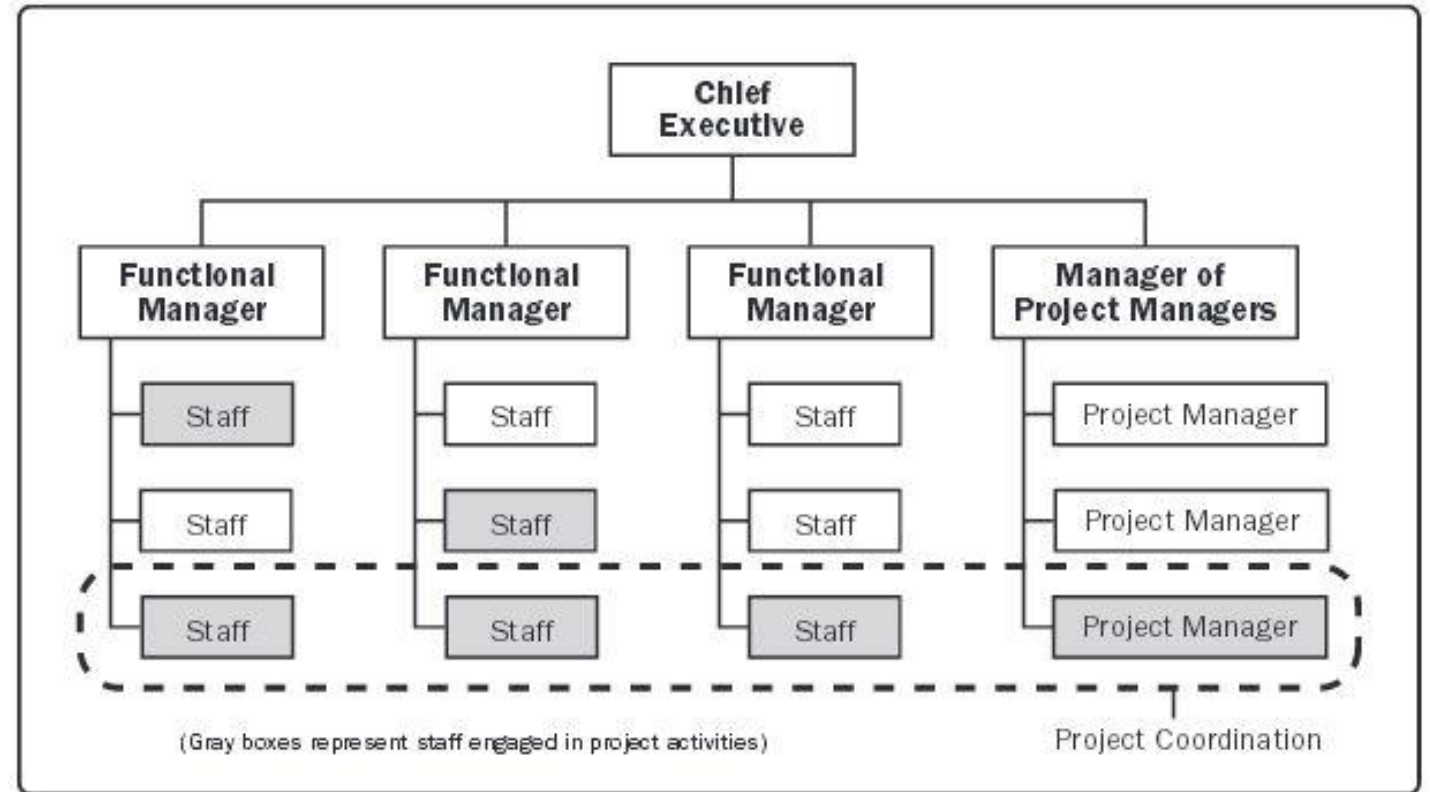 Chief
Executive
Functional
Manager
Functional
Manager
Functional
Manager
Manager of
Project Managers
Staff
Staff
Staff
Project Manager
Staff
Staff
Staff
Project Manager
Staff
Staff
Staff
Project Manager
(Gray boxes represent staff engaged in project activities)
Project Coordination